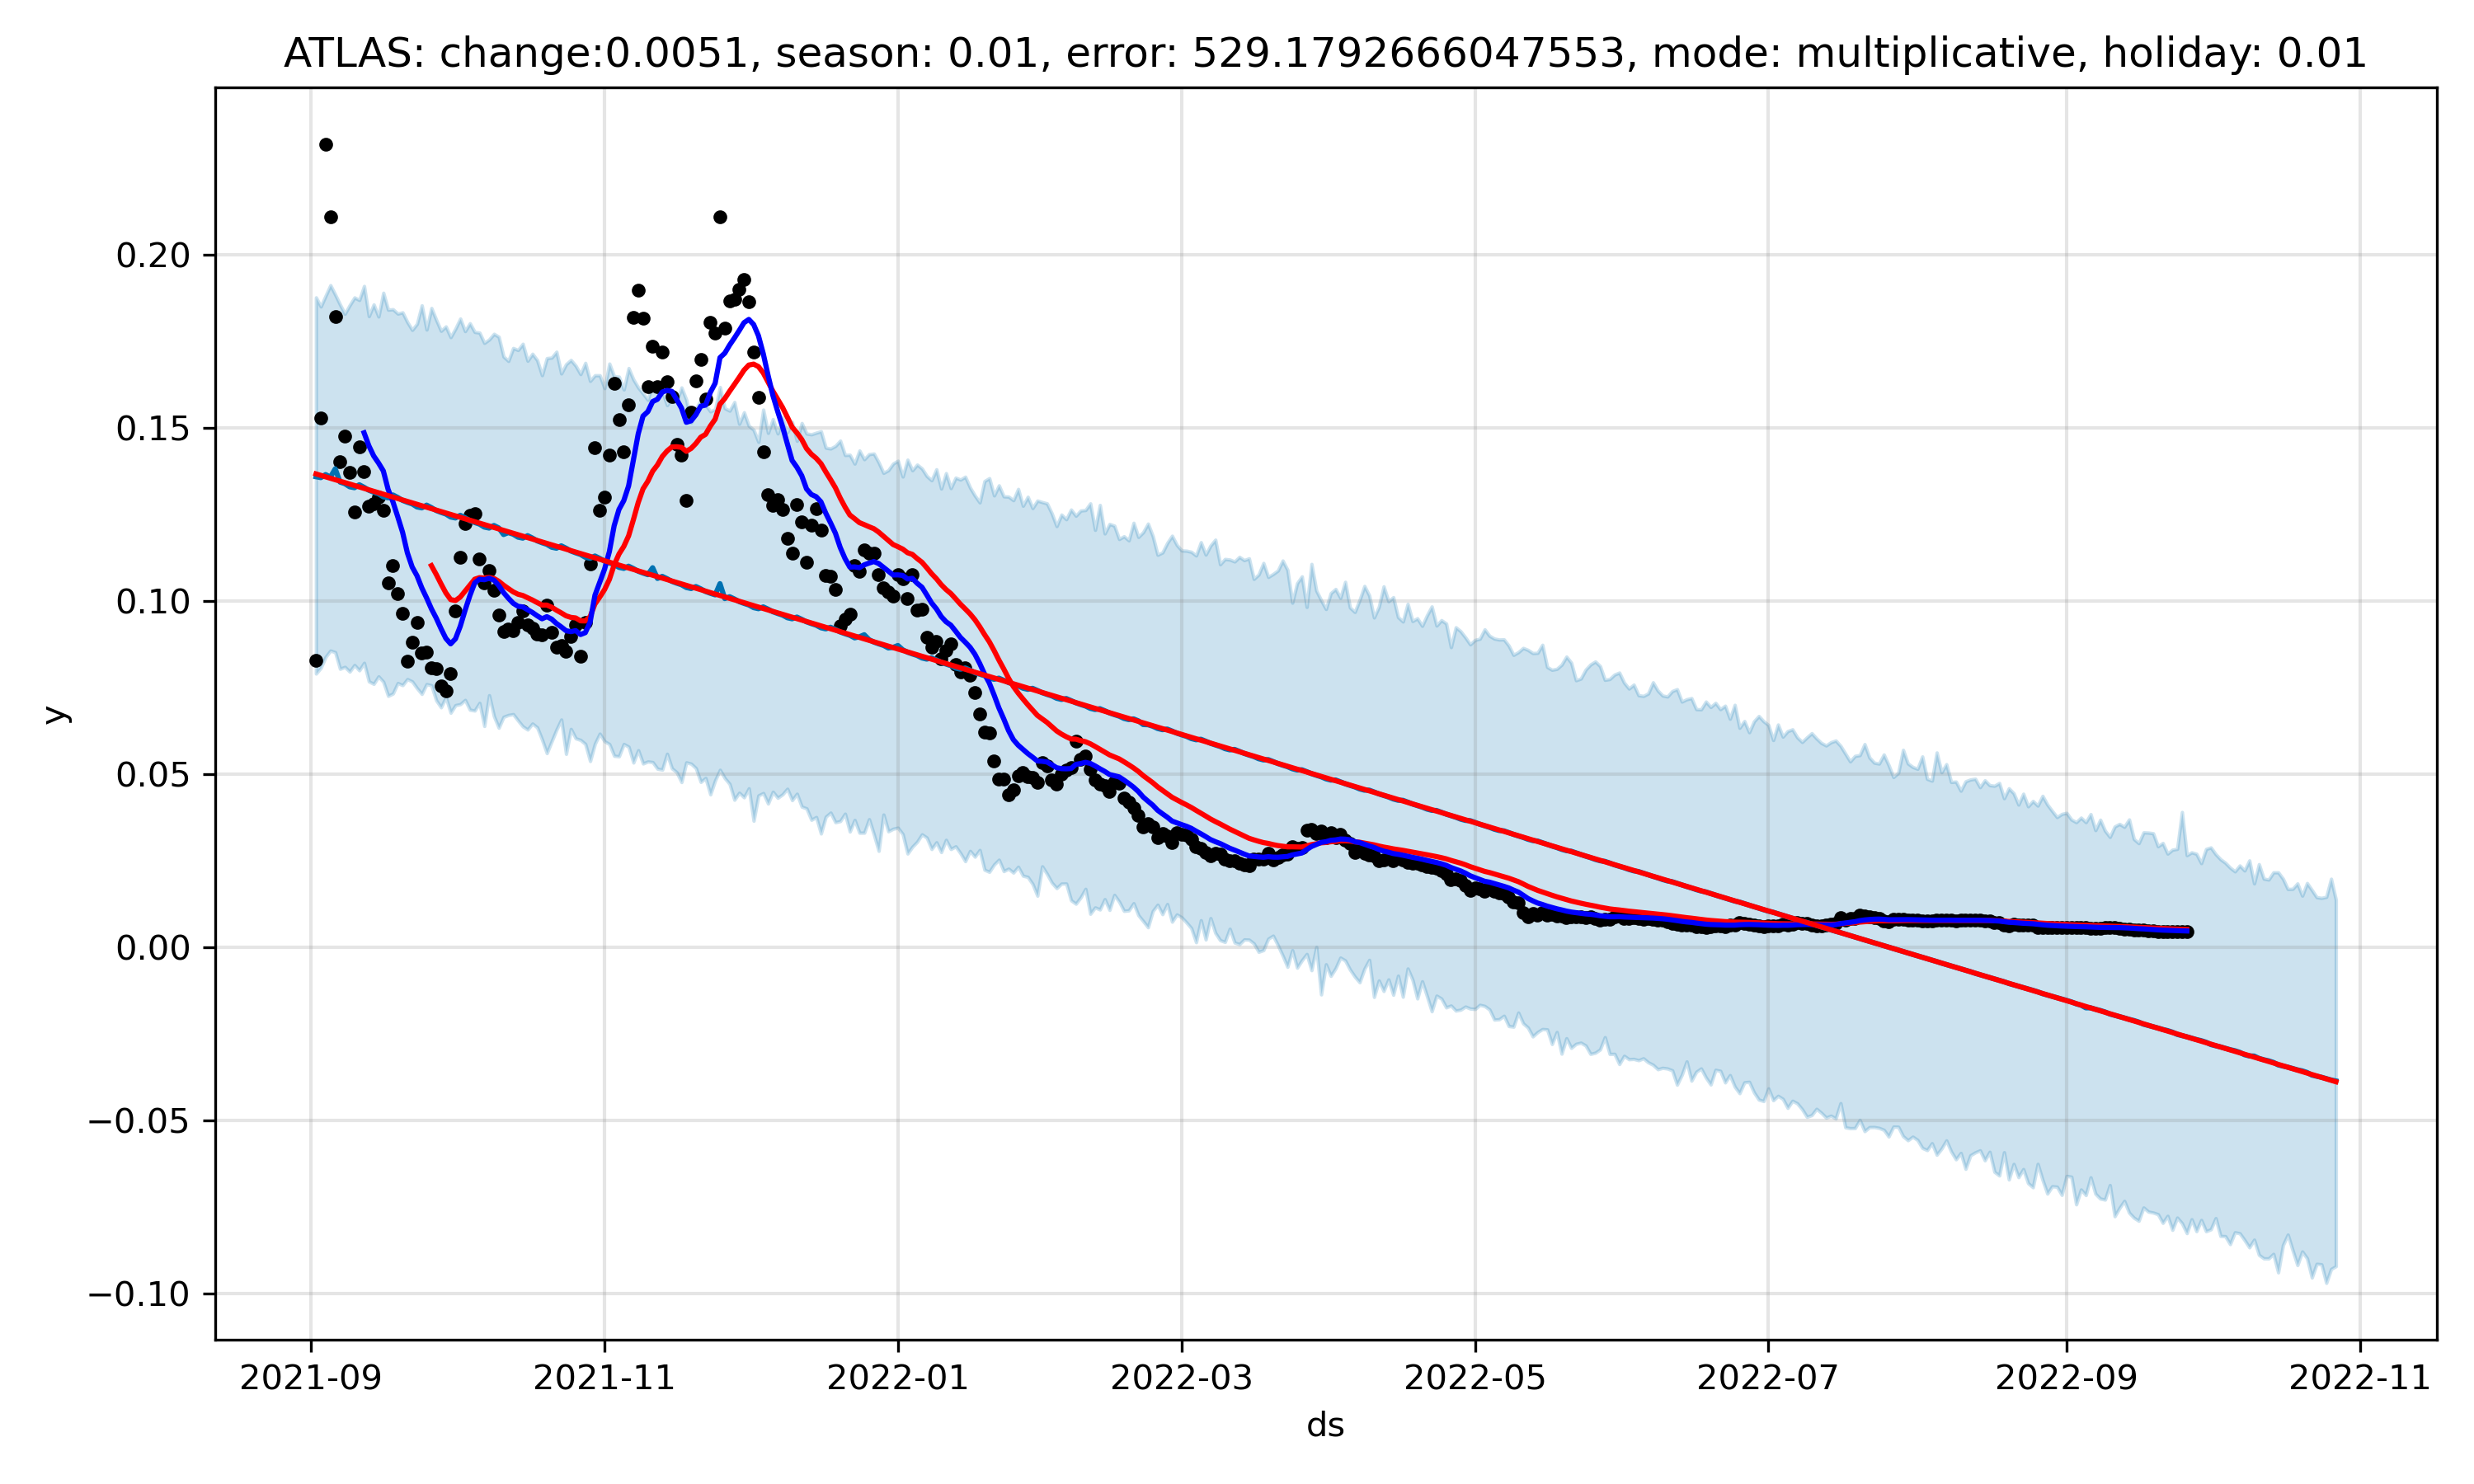 ATLAS: change:0.0051, season: 0.01, error: 529.1792666047553, mode: multiplicative, holiday: 0.01
0.20
0.15
0.10
0.05
0.00
−0.05
−0.10
y
2021-09 2021-11 2022-01 2022-03 2022-05 2022-07 2022-09 2022-11
ds